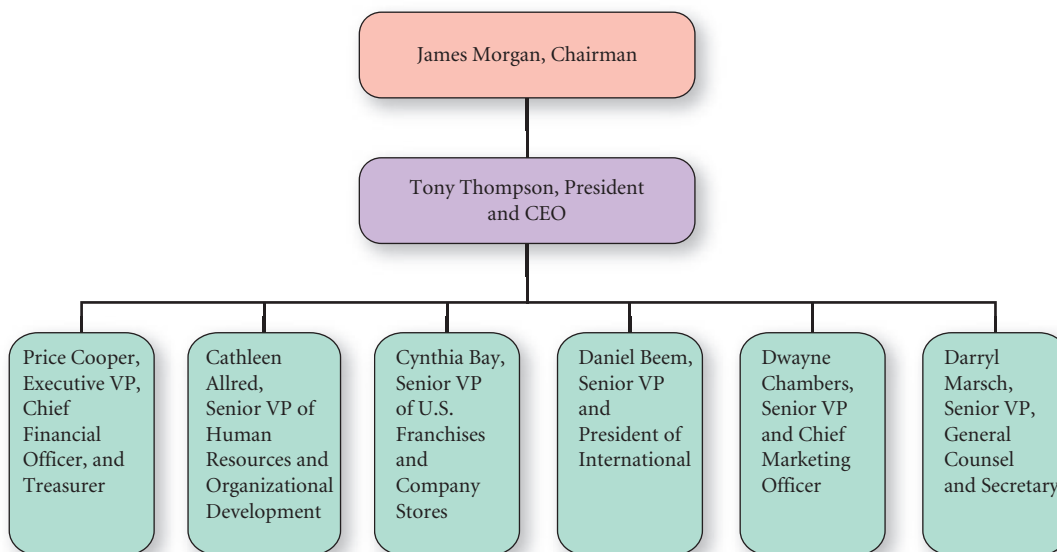 James Morgan, Chairman
Tony Thompson, President
and CEO
Price Cooper,
Executive VP,
Chief
Financial
Officer, and
Treasurer
Cathleen
Allred,
Senior VP of
Human
Resources and
Organizational
Development
Cynthia Bay,
Senior VP
of U.S.
Franchises
and
Company
Stores
Daniel Beem,
Senior VP
and
President of
International
Dwayne
Chambers,
Senior VP
and Chief
Marketing
Officer
Darryl
Marsch,
Senior VP,
General
Counsel
and Secretary